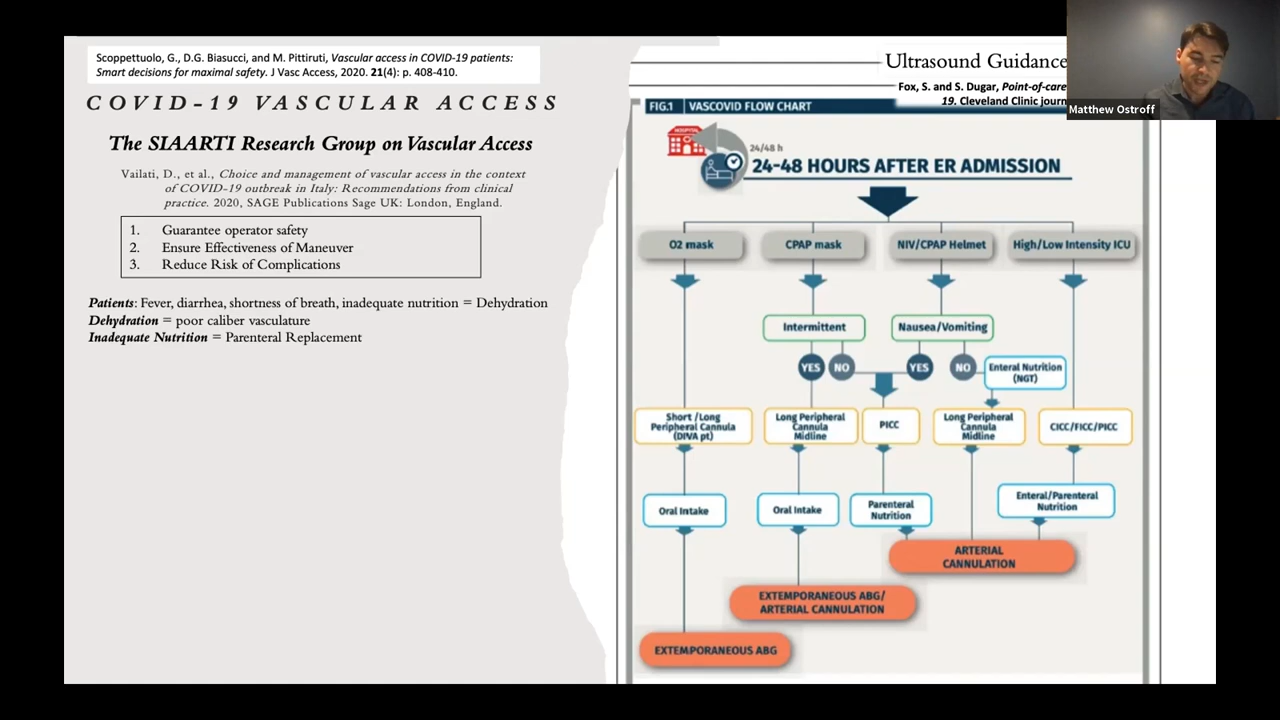 Scoppettuolo, G., D.G. Biasucci, and M. Pittiruti, Vascular access in COVID-19 patients:
Smart decisions for maximal safety. J Vasc Access, 2020. 21(4): p. 408-410.
COVID-19 VASCULAR ACCESS
The SIAARTI Research Group on Vascular Access
Vailati, D., et al., Choice and management of vascular access in the context
of COVID-19 outbreak in Italy: Recommendations from clinical
practice. 2020, SAGE Publications Sage UK: London, England.
1. Guarantee operator safety
2. Ensure Effectiveness of Maneuver
3. Reduce Risk of Complications
Patients: Fever, diarrhea, shortness of breath, inadequate nutrition = Dehydration
Dehydration = poor caliber vasculature
Inadequate Nutrition = Parenteral Replacement
Ultrasound Guidance
Fox, S. and S. Dugar, Point-of-care
19. Cleveland Clinic journ
Matthew Ostroff
FIG.1 VASCOVID FLOW CHART
HOSPITAL
24/48 h
24-48 HOURS AFTER ER ADMISSION
O2 mask
CPAP mask
NIV/CPAP Helmet
High/Low Intensity ICU
Intermittent
Nausea/Vomiting
YES
NO
YES
NO
Enteral Nutrition
(NGT)
Short /Long
Peripheral Cannula
(DIVA pt)
Long Peripheral
Cannula
Midline
PICC
Long Peripheral
Cannula
Midline
CICC/FICC/PICC
Oral Intake
Oral Intake
Parenteral
Nutrition
Enteral/Parenteral
Nutrition
ARTERIAL
CANNULATION
EXTEMPORANEOUS ABG/
ARTERIAL CANNULATION
EXTEMPORANEOUS ABG